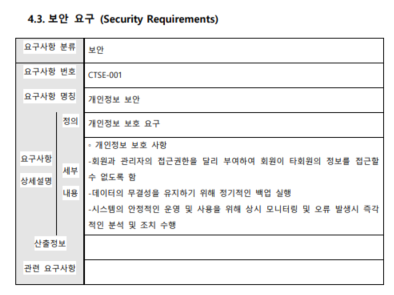 4.3. 보안 요구 (Security Requirements)
요구사항 분류 보안
요구사항 번호 CTSE-001
요구사항 명칭 개인정보 보안
요구사항 상세설명 정의 개인정보 보호 요구
세부 내용 ◦ 개인정보 보호 사항
-회원과 관리자의 접근권한을 달리 부여하여 회원이 타회원의 정보를 접근할
수 없도록 함
-데이터의 무결성을 유지하기 위해 정기적인 백업 실행
-시스템의 안정적인 운영 및 사용을 위해 상시 모니터링 및 오류 발생시 즉각
적인 분석 및 조치 수행
산출정보
관련 요구사항